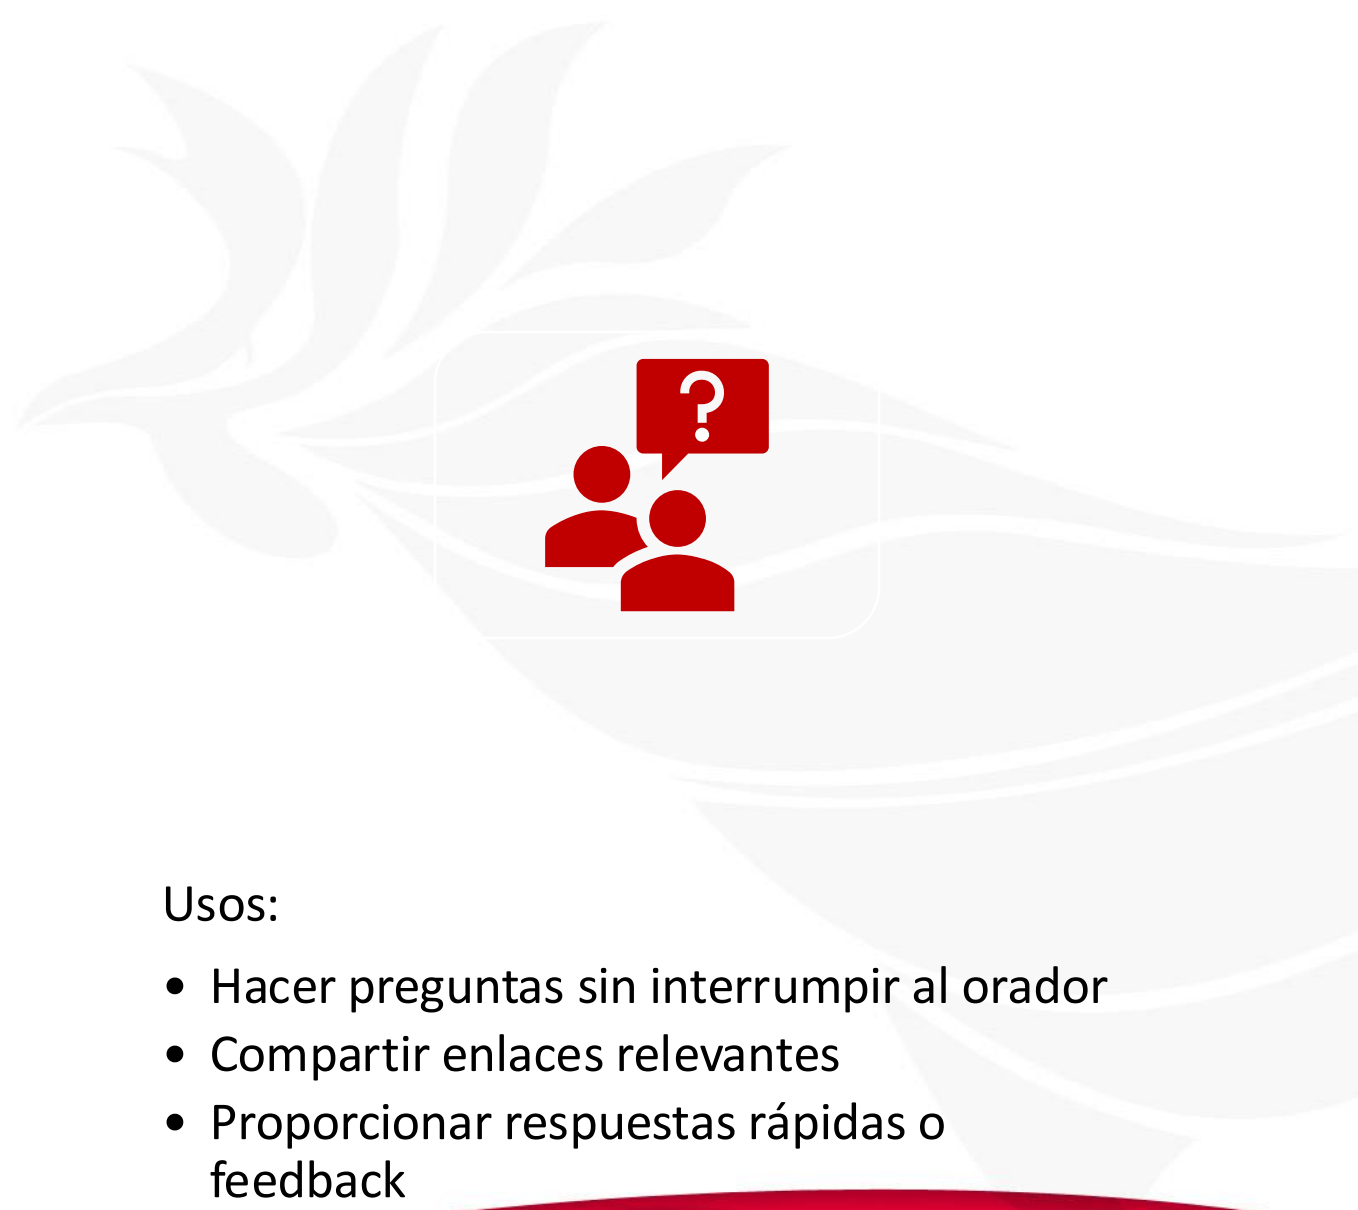 ?
Usos:
• Hacer preguntas sin interrumpir al orador
• Compartir enlaces relevantes
• Proporcionar respuestas rápidas o
feedback